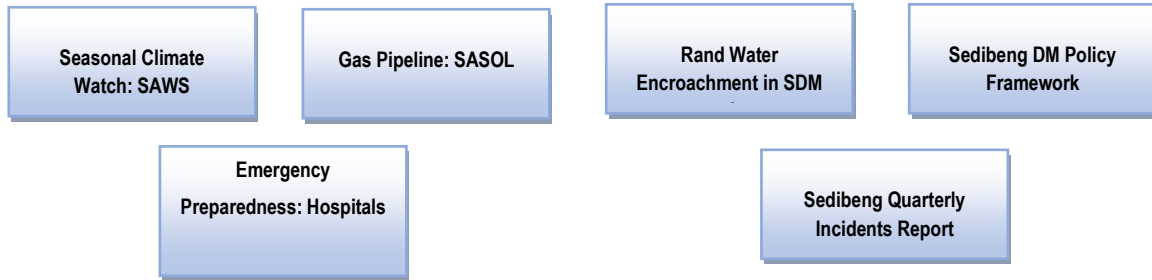 Seasonal Climate
Watch: SAWS
Gas Pipeline: SASOL
Rand Water
Encroachment in SDM
Sedibeng DM Policy
Framework
Emergency
Preparedness: Hospitals
Sedibeng Quarterly
Incidents Report